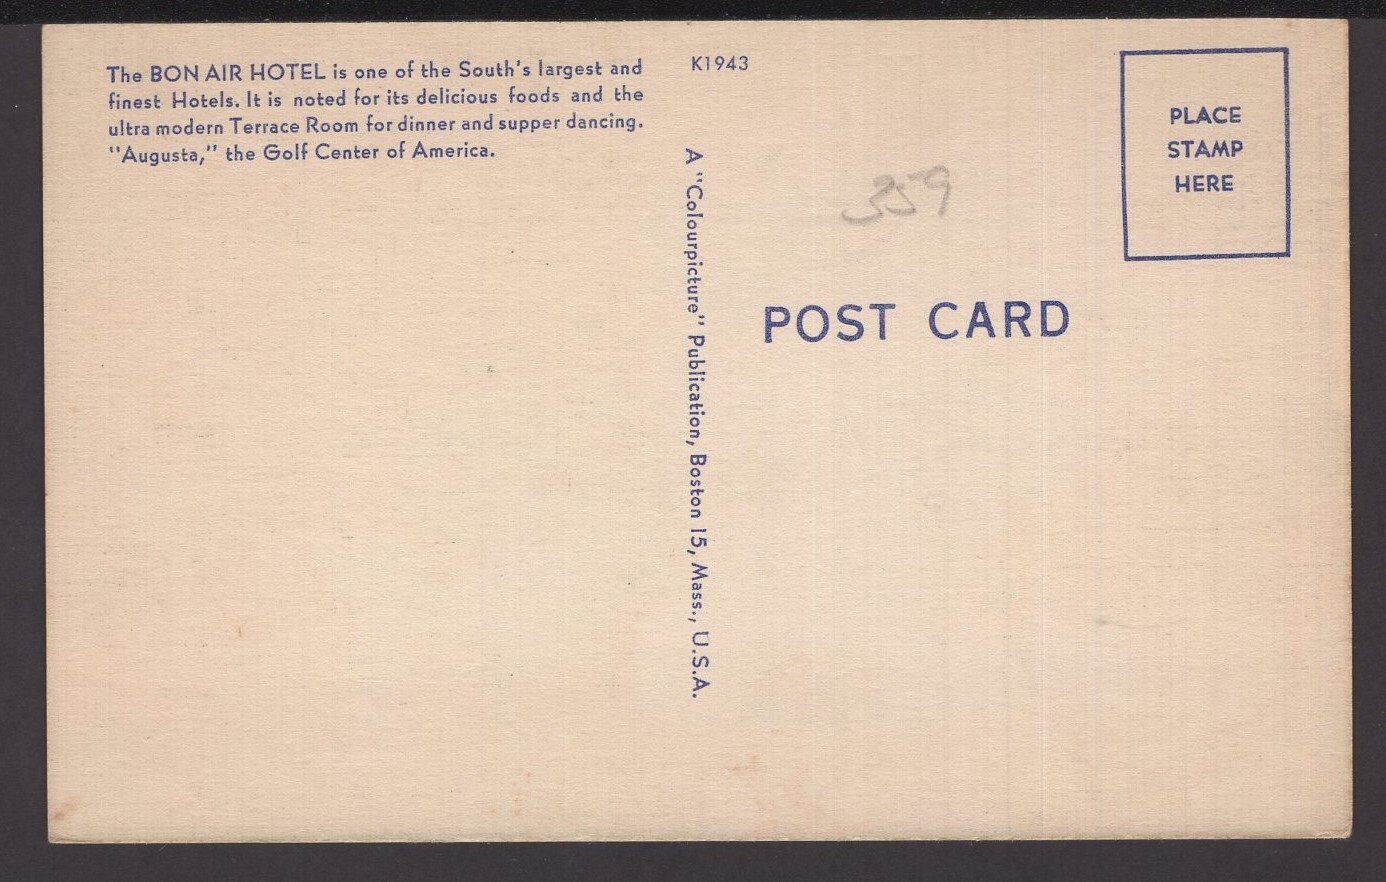 The BON AIR HOTEL is one of the South's largest and
finest Hotels. It is noted for its delicious foods and the
ultra modern Terrace Room for dinner and supper dancing.
"Augusta," the Golf Center of America.
K1943
A "Colourpicture" Publication, Boston 15, Mass., U.S.A.
359
POST CARD
PLACE
STAMP
HERE